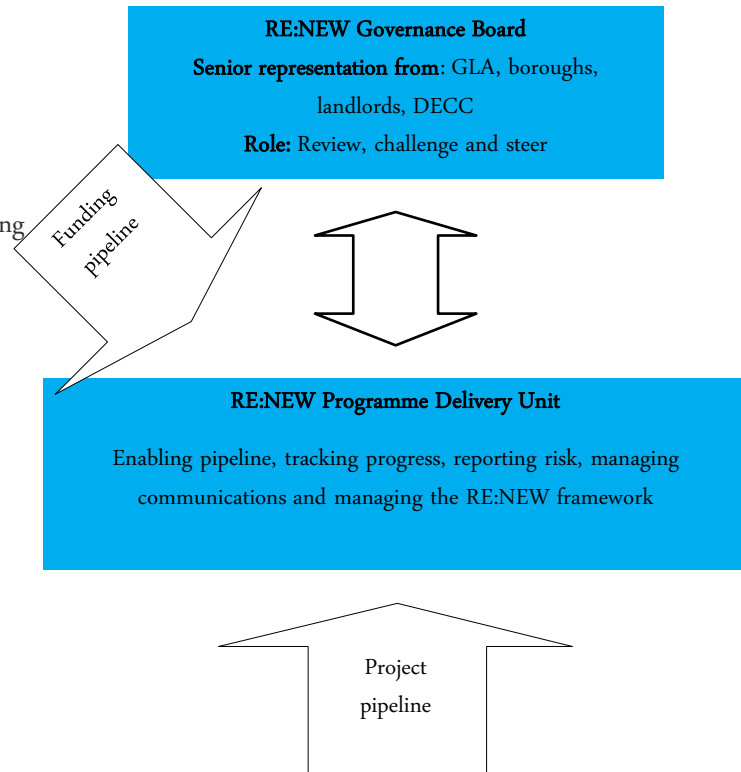 RE:NEW Governance Board
Senior representation from: GLA, boroughs,
landlords, DECC
Role: Review, challenge and steer
ng
Funding
pipeline
RE:NEW Programme Delivery Unit
Enabling pipeline, tracking progress, reporting risk, managing
communications and managing the RE:NEW framework
Project
pipeline